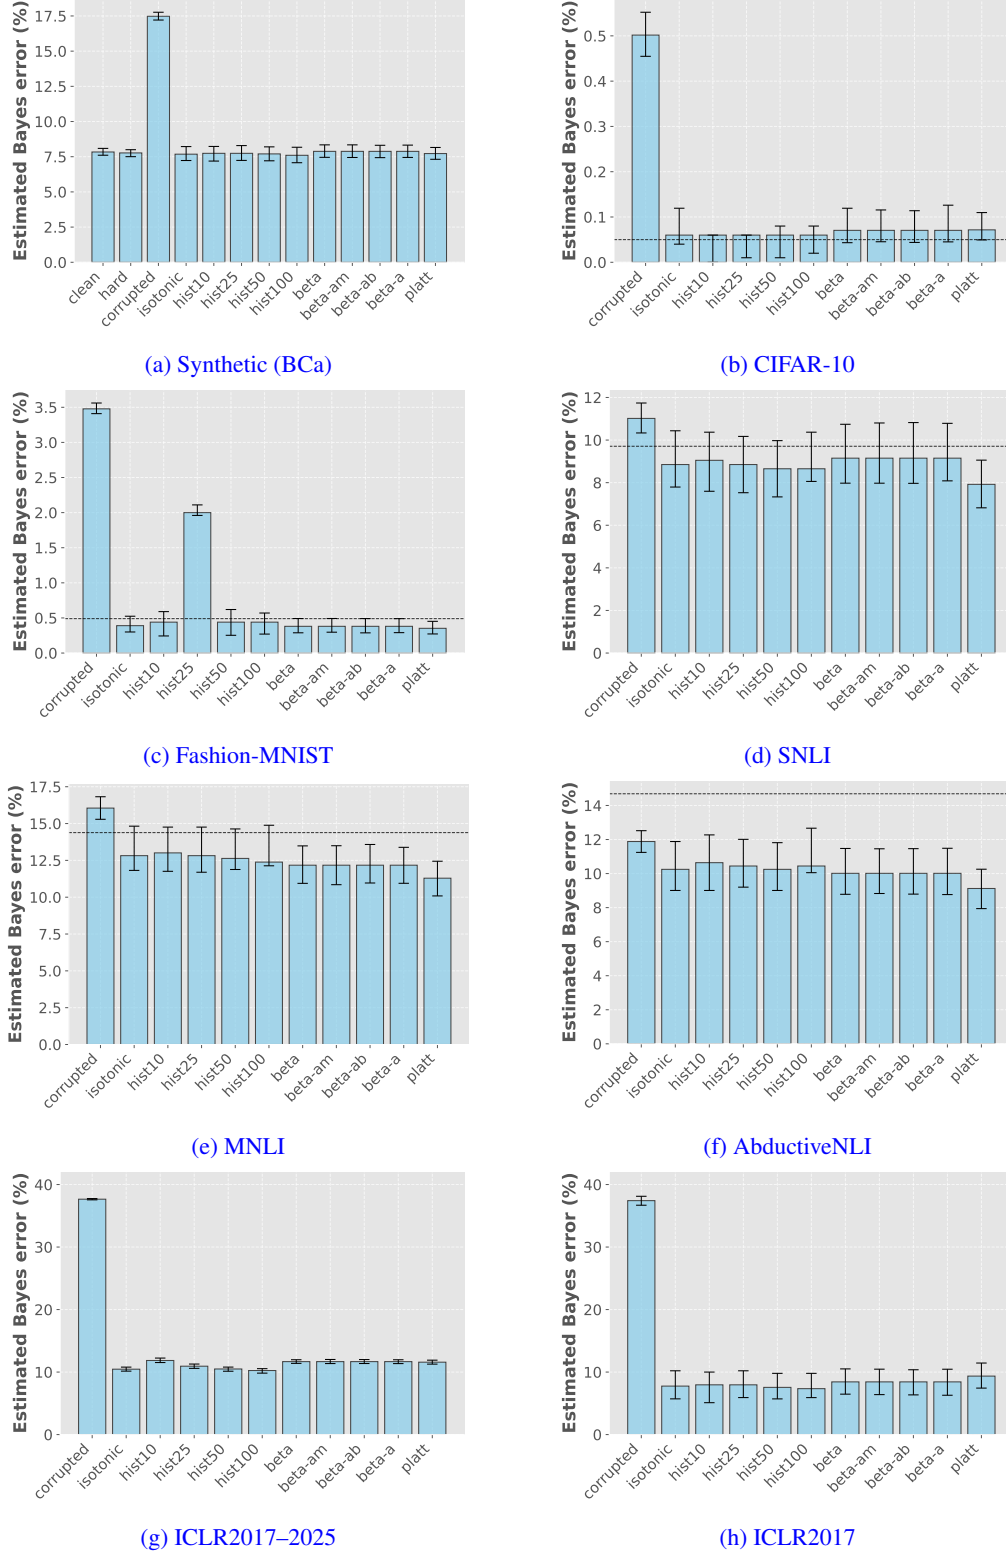 Estimated Bayes error (%)
17.5
15.0
12.5
10.0
7.5
5.0
2.5
0.0
clean
hard
corrupted
isotonic
hist10
hist25
hist50
hist100
beta
beta-am
beta-ab
beta-a
platt
(a) Synthetic (BCa)
Estimated Bayes error (%)
0.5
0.4
0.3
0.2
0.1
0.0
corrupted
isotonic
hist10
hist25
hist50
hist100
beta
beta-am
beta-ab
beta-a
platt
(b) CIFAR-10
Estimated Bayes error (%)
3.5
3.0
2.5
2.0
1.5
1.0
0.5
0.0
corrupted
isotonic
hist10
hist25
hist50
hist100
beta
beta-am
beta-ab
beta-a
platt
(c) Fashion-MNIST
Estimated Bayes error (%)
12
10
8
6
4
2
0
corrupted
isotonic
hist10
hist25
hist50
hist100
beta
beta-am
beta-ab
beta-a
platt
(d) SNLI
Estimated Bayes error (%)
17.5
15.0
12.5
10.0
7.5
5.0
2.5
0.0
corrupted
isotonic
hist10
hist25
hist50
hist100
beta
beta-am
beta-ab
beta-a
platt
(e) MNLI
Estimated Bayes error (%)
14
12
10
8
6
4
2
0
corrupted
isotonic
hist10
hist25
hist50
hist100
beta
beta-am
beta-ab
beta-a
platt
(f) AbductiveNLI
Estimated Bayes error (%)
40
30
20
10
0
corrupted
isotonic
hist10
hist25
hist50
hist100
beta
beta-am
beta-ab
beta-a
platt
(g) ICLR2017–2025
Estimated Bayes error (%)
40
30
20
10
0
corrupted
isotonic
hist10
hist25
hist50
hist100
beta
beta-am
beta-ab
beta-a
platt
(h) ICLR2017